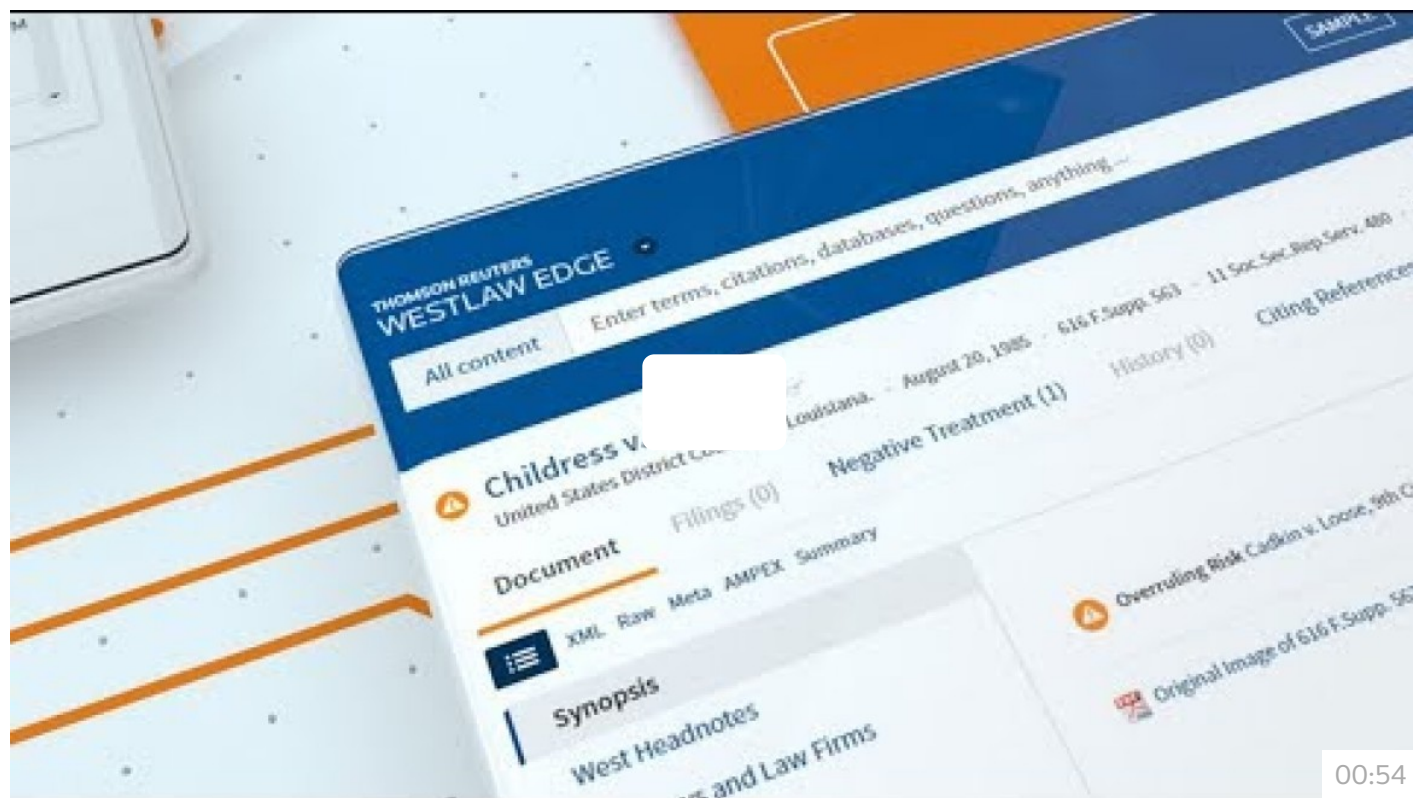 SAMPLE
THOMSON REUTERS
WESTLAW EDGE
All content
Enter terms, citations, databases, questions, anything...
Childress v.
United States District
Louisiana. - August 20, 1985 - 616 F.Supp. 563 - 11 Soc.Sec.Rep.Serv. 480
Document
Filings (0)
Negative Treatment (1)
History (0)
Citing References
XML Raw Meta AMPEX Summary
Synopsis
West Headnotes
and Law Firms
Overruling Risk Cadkin v. Loose, 9th
Original Image of 616 F.Supp. 563
00:54